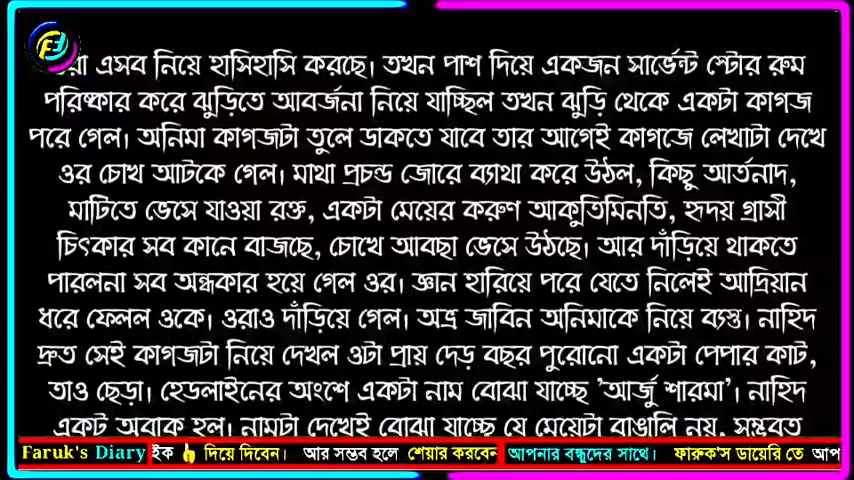 এসব নিয়ে হাসিহাসি করছে। তখন পাশ দিয়ে একজন সার্ভেন্ট স্টোর রুম
পরিষ্কার করে ঝুড়িতে আবর্জনা নিয়ে যাচ্ছিল তখন ঝুড়ি থেকে একটা কাগজ
পরে গেল। অনিমা কাগজটা তুলে ডাকতে যাবে তার আগেই কাগজে লেখাটা দেখে
ওর চোখ আটকে গেল। মাথা প্রচন্ড জোরে ব্যাথা করে উঠল, কিছু আর্তনাদ,
মাটিতে ভেসে যাওয়া রক্ত, একটা মেয়ের করুণ আকুতিমিনতি, হৃদয় গ্রাসী
চিৎকার সব কানে বাজছে, চোখে আবছা ভেসে উঠছে। আর দাঁড়িয়ে থাকতে
পারলনা সব অন্ধকার হয়ে গেল ওর। জ্ঞান হারিয়ে পরে যেতে নিলেই আদ্রিয়ান
ধরে ফেলল ওকে। ওরাও দাঁড়িয়ে গেল। অভ্র জাবিন অনিমাকে নিয়ে ব্যস্ত। নাহিদ
দ্রুত সেই কাগজটা নিয়ে দেখল ওটা প্রায় দেড় বছর পুরোনো একটা পেপার কাট,
তাও ছেড়া। হেডলাইনের অংশে একটা নাম বোঝা যাচ্ছে 'আর্জু শারমা'। নাহিদ
একটু অবাক হল। নামটা দেখেই বোঝা যাচ্ছে যে মেয়েটা বাঙালি নয়, সম্ভবত
Faruk's Diary ইক 👍 দিয়ে দিবেন। আর সম্ভব হলে শেয়ার করবেন আপনার বন্ধুদের সাথে। ফারুক'স ডায়েরি তে আপ